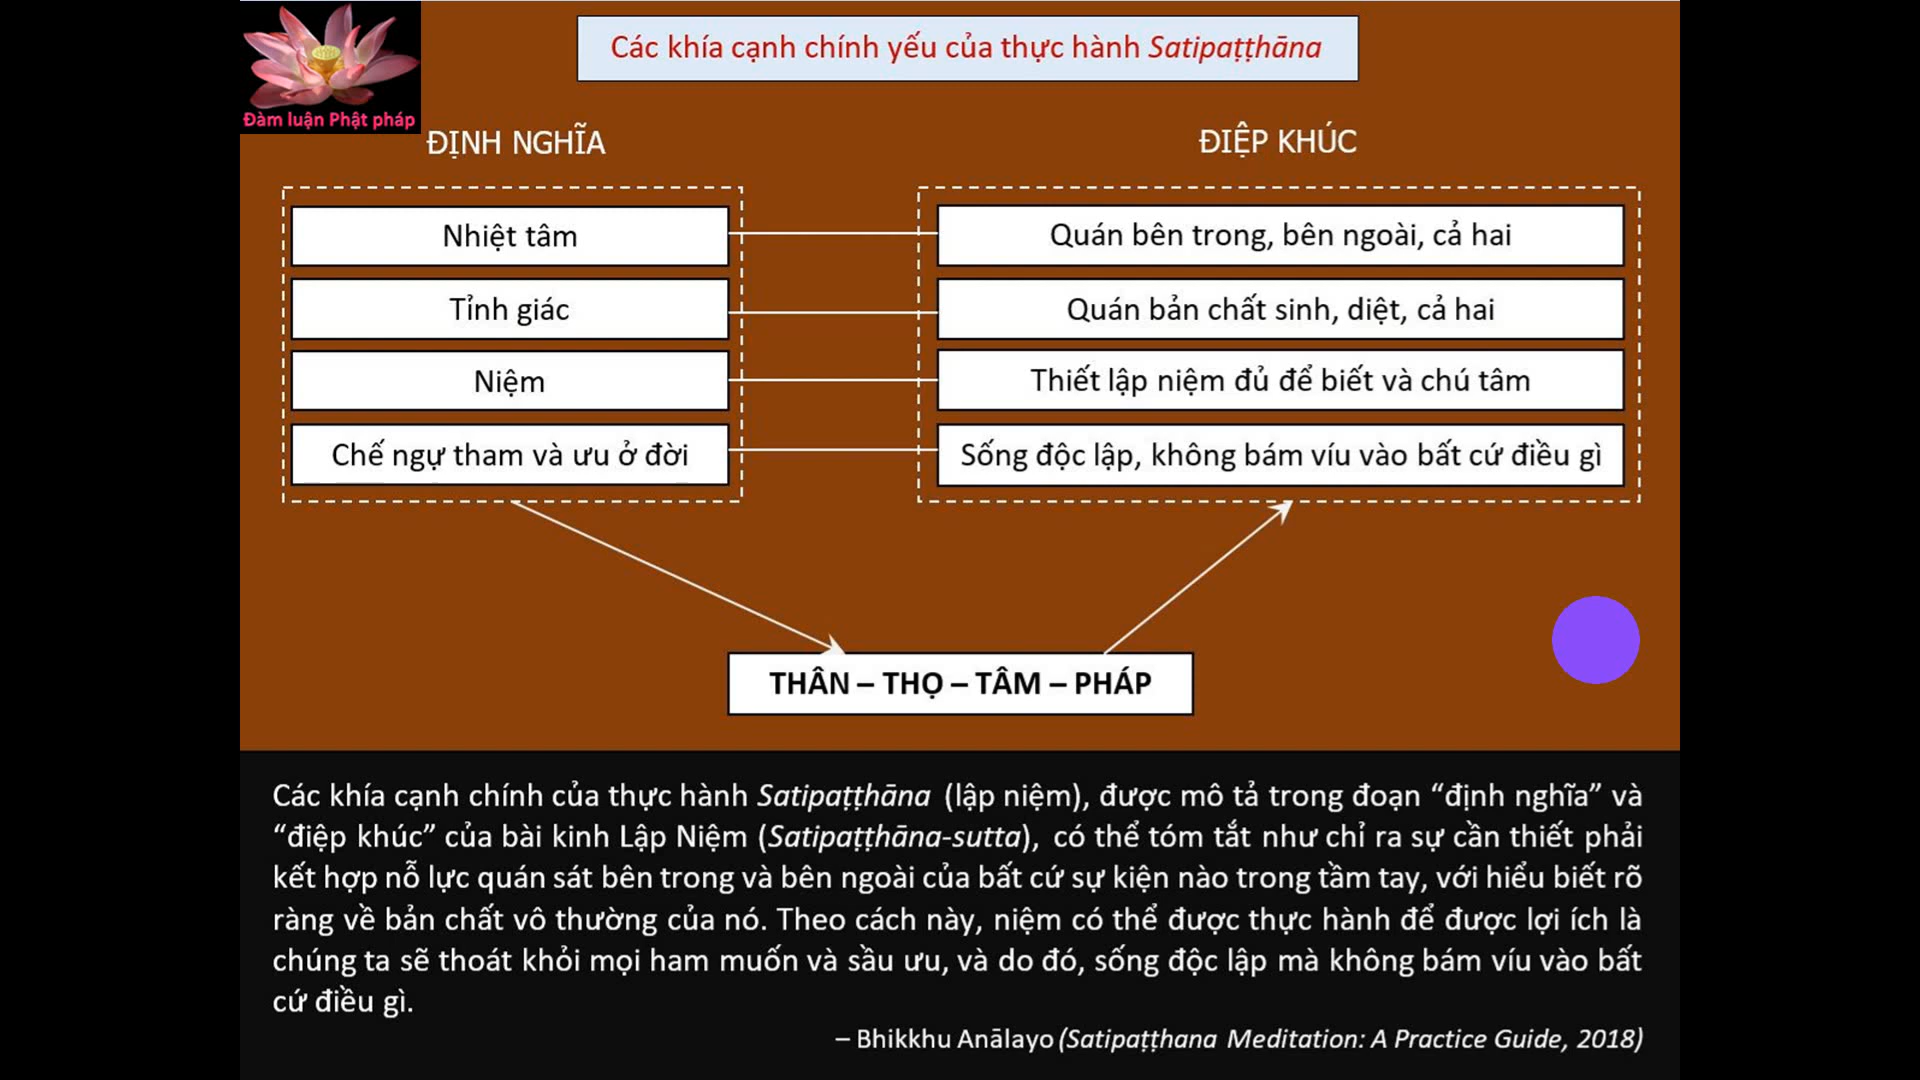 Các khía cạnh chính yếu của thực hành Satipaṭṭhāna
Đàm luận Phật pháp
ĐỊNH NGHĨA
ĐIỆP KHÚC
Nhiệt tâm
Quán bên trong, bên ngoài, cả hai
Tỉnh giác
Quán bản chất sinh, diệt, cả hai
Niệm
Thiết lập niệm đủ để biết và chú tâm
Chế ngự tham và ưu ở đời
Sống độc lập, không bám víu vào bất cứ điều gì
THÂN – THỌ – TÂM – PHÁP
Các khía cạnh chính của thực hành Satipaṭṭhāna (lập niệm), được mô tả trong đoạn “định nghĩa” và
“điệp khúc” của bài kinh Lập Niệm (Satipaṭṭhāna-sutta), có thể tóm tắt như chỉ ra sự cần thiết phải
kết hợp nỗ lực quán sát bên trong và bên ngoài của bất cứ sự kiện nào trong tầm tay, với hiểu biết rõ
ràng về bản chất vô thường của nó. Theo cách này, niệm có thể được thực hành để được lợi ích là
chúng ta sẽ thoát khỏi mọi ham muốn và sầu ưu, và do đó, sống độc lập mà không bám víu vào bất
cứ điều gì.
– Bhikkhu Anālayo (Satipaṭṭhana Meditation: A Practice Guide, 2018)